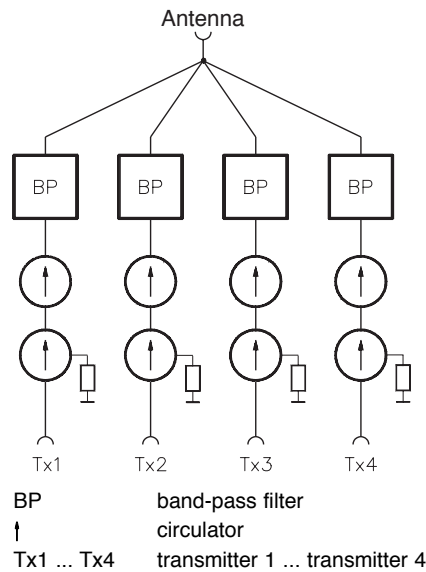 Antenna
BP BP BP BP
Tx1 Tx2 Tx3 Tx4
BP band-pass filter
circulator
Tx1 ... Tx4 transmitter 1 ... transmitter 4